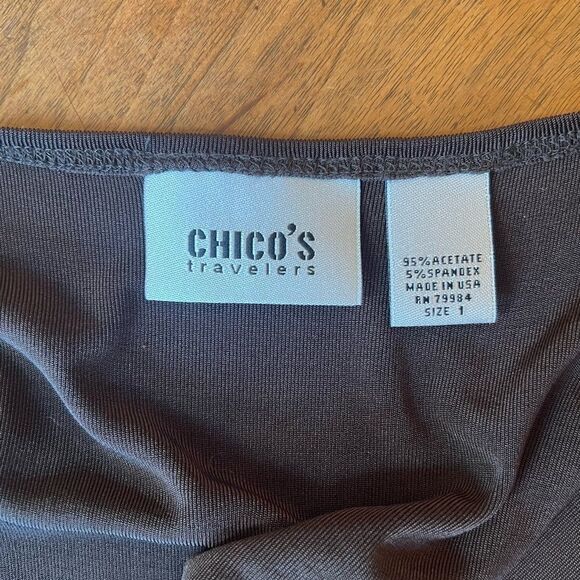 CHICO'S
travelers
95% ACETATE
5% SPANDEX
MADE IN USA
RN 79984
SIZE 1